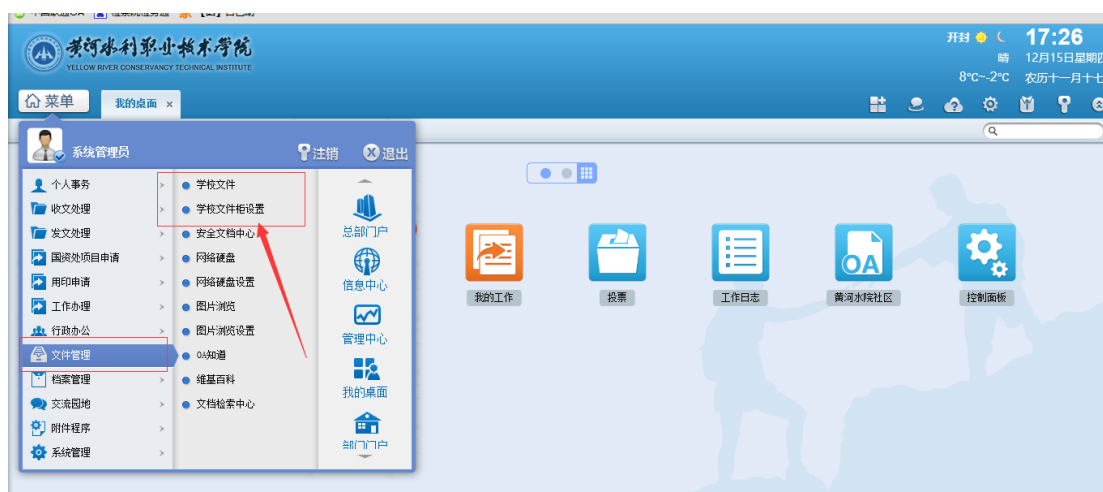 黄河水利职业技术学院
YELLOW RIVER CONSERVANCY TECHNICAL INSTITUTE
开封
17:26
晴
12月15日星期四
8°C~-2°C
农历十一月十七
菜单
我的桌面 ×
系统管理员
注销
退出
个人事务
收文处理
发文处理
国资处项目申请
用印申请
工作办理
行政办公
文件管理
档案管理
交流园地
附件程序
系统管理
学校文件
学校文件柜设置
安全文档中心
网络硬盘
网络硬盘设置
图片浏览
图片浏览设置
OA知道
维基百科
文档检索中心
总部门户
信息中心
管理中心
我的桌面
部门门户
我的工作
投票
工作日志
OA
黄河水院社区
控制面板